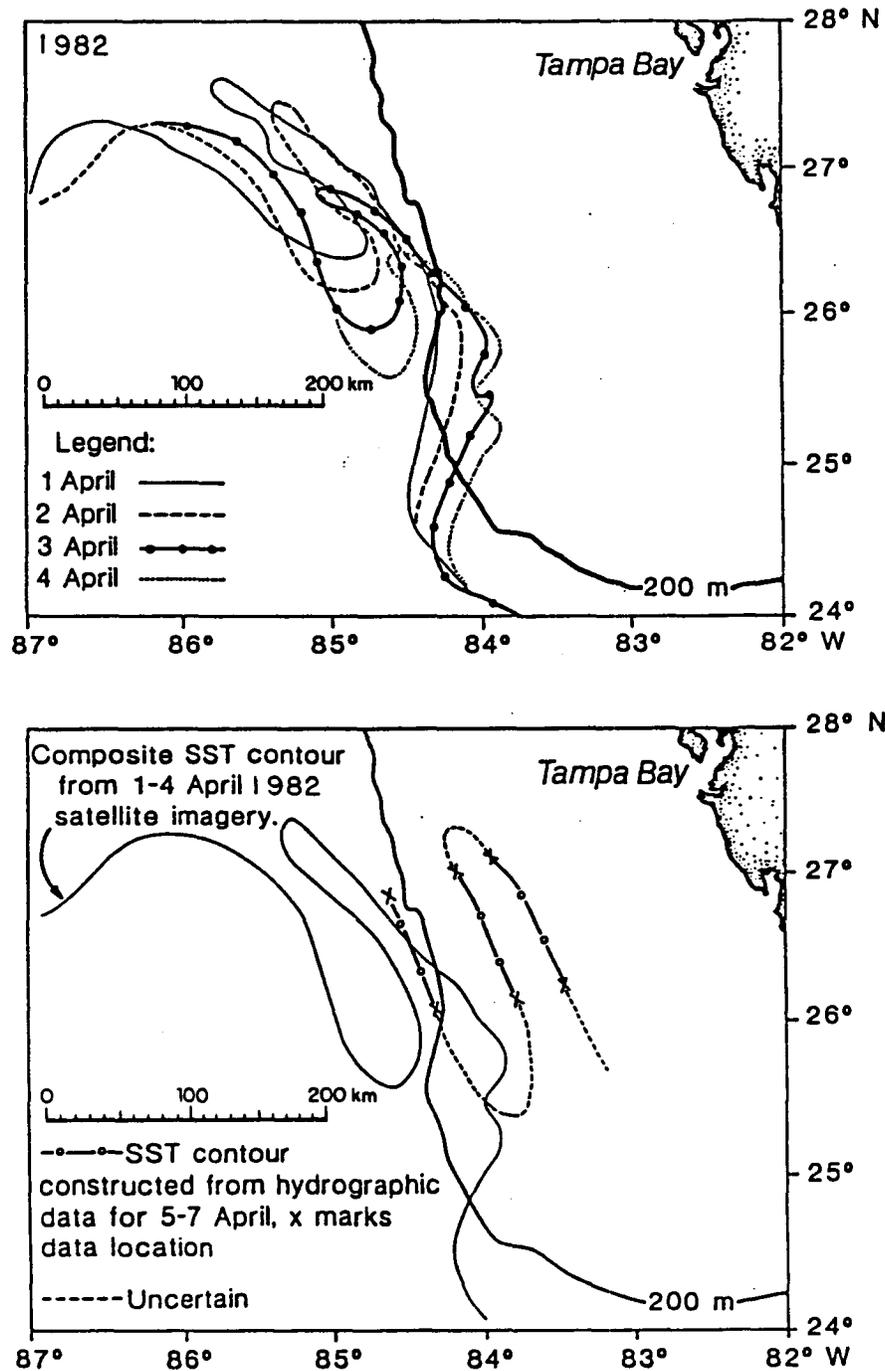 1982
Tampa Bay
28° N
27°
26°
25°
24°
0 100 200 km
Legend:
1 April
2 April
3 April
4 April
200 m
87° 86° 85° 84° 83° 82° W
Composite SST contour
from 1-4 April 1982
satellite imagery.
Tampa Bay
28° N
27°
26°
25°
24°
0 100 200 km
SST contour
constructed from hydrographic
data for 5-7 April, x marks
data location
Uncertain
200 m
87° 86° 85° 84° 83° 82° W